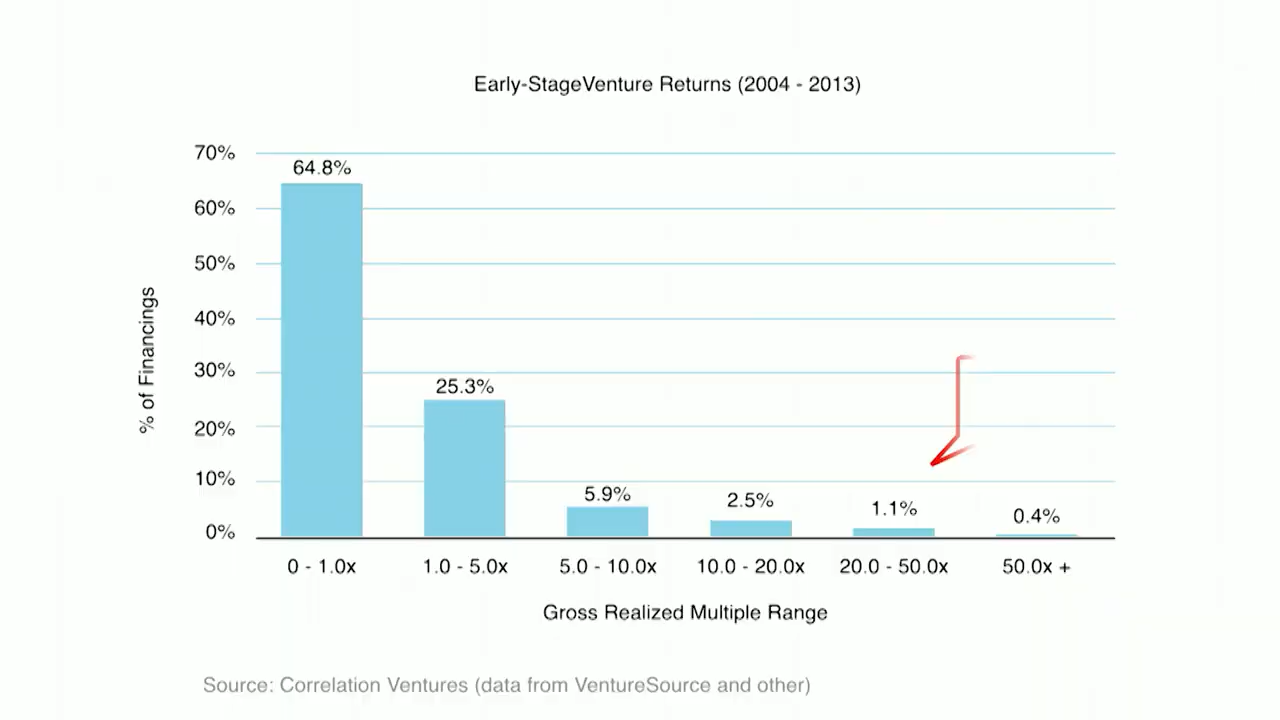 Early-StageVenture Returns (2004 - 2013)
70%
60%
50%
40%
30%
20%
10%
0%
% of Financings
64.8%
25.3%
5.9%
2.5%
1.1%
0.4%
0 - 1.0x
1.0 - 5.0x
5.0 - 10.0x
10.0 - 20.0x
20.0 - 50.0x
50.0x +
Gross Realized Multiple Range
Source: Correlation Ventures (data from VentureSource and other)